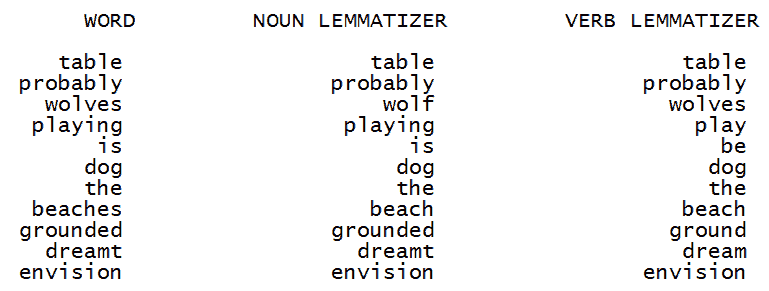 WORD NOUN LEMMATIZER VERB LEMMATIZER
table table table
probably probably probably
wolves wolf wolves
playing playing play
is is be
dog dog dog
the the the
beaches beach beach
grounded grounded ground
dreamt dreamt dream
envision envision envision